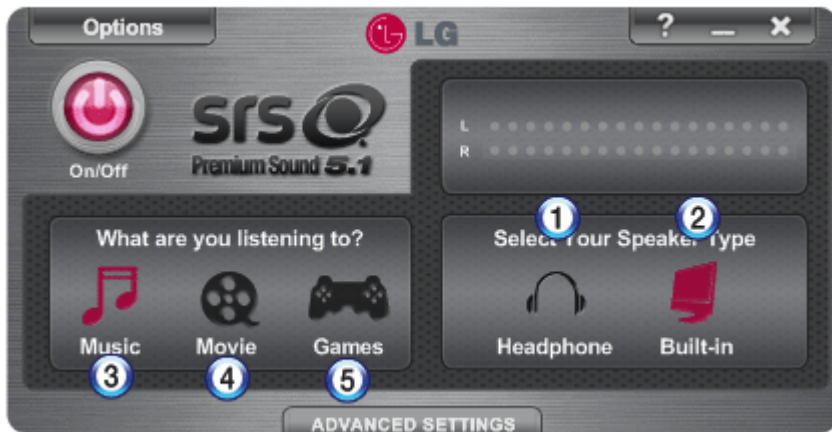 Options
LG
?
SRS
Premium Sound 5.1
On/Off
L
R
1
2
What are you listening to?
Select Your Speaker Type
Music
Movie
Games
Headphone
Built-in
3
4
5
ADVANCED SETTINGS